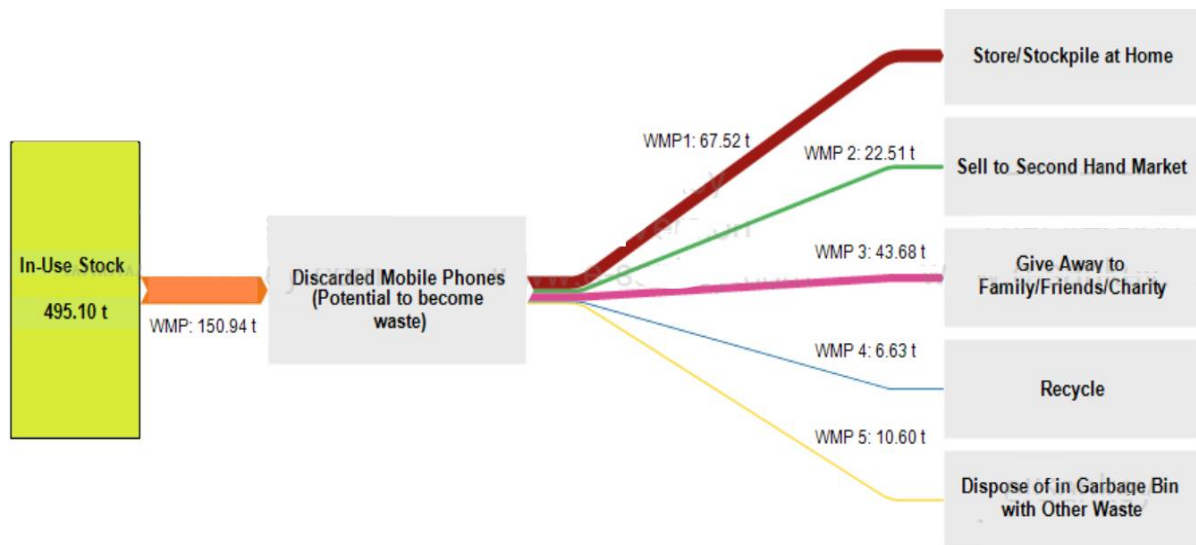 Store/Stockpile at Home
WMP1: 67.52 t
WMP 2: 22.51 t
Sell to Second Hand Market
In-Use Stock
495.10 t
WMP: 150.94 t
Discarded Mobile Phones
(Potential to become
waste)
WMP 3: 43.68 t
Give Away to
Family/Friends/Charity
WMP 4: 6.63 t
Recycle
WMP 5: 10.60 t
Dispose of in Garbage Bin
with Other Waste